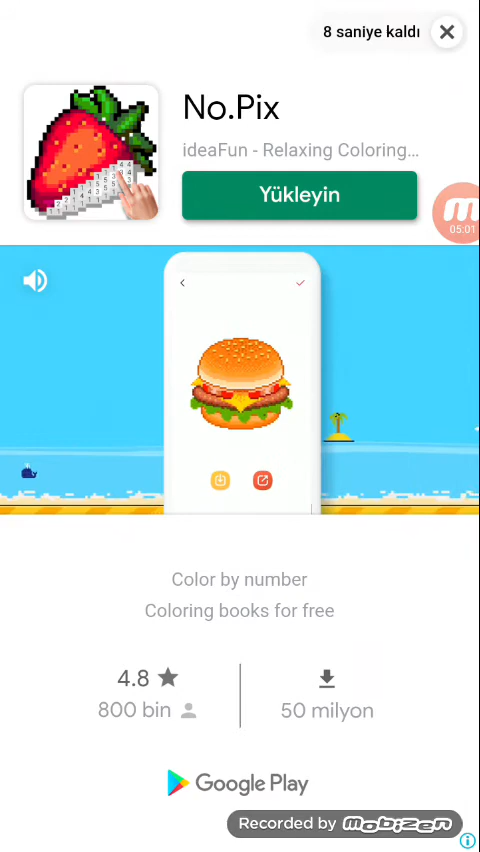 8 saniye kaldı
No.Pix
ideaFun - Relaxing Coloring...
Yükleyin
05:01
Color by number
Coloring books for free
4.8
800 bin
50 milyon
Google Play
Recorded by mobizen